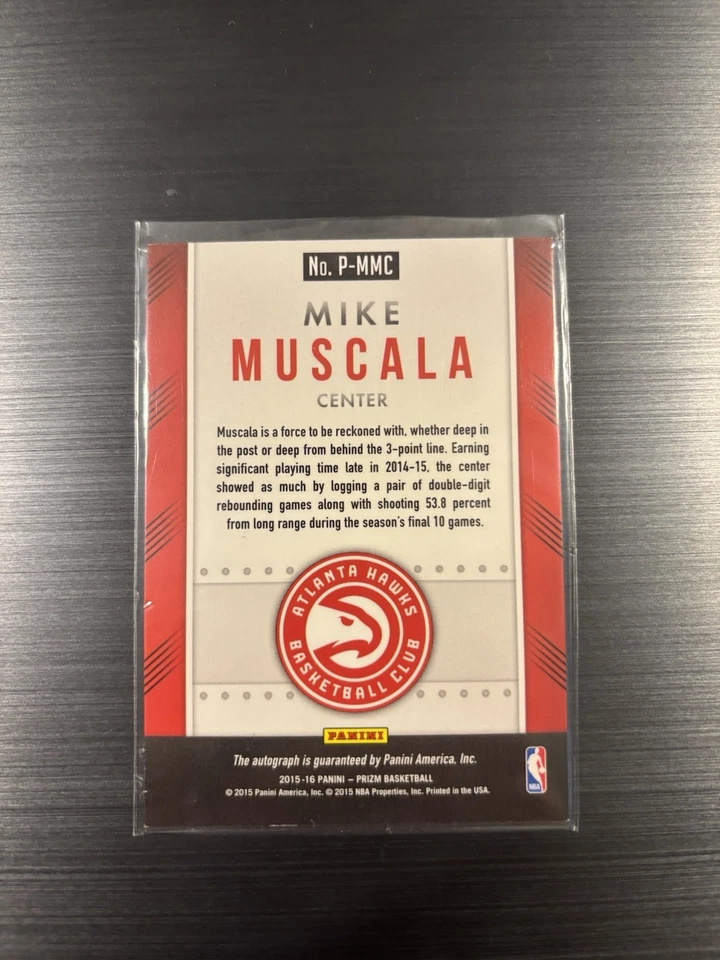 No. P-MMC
MIKE
MUSCALA
CENTER
Muscala is a force to be reckoned with, whether deep in
the post or deep from behind the 3-point line. Earning
significant playing time late in 2014-15, the center
showed as much by logging a pair of double-digit
rebounding games along with shooting 53.8 percent
from long range during the season's final 10 games.
ATLANTA HAWKS
BASKETBALL CLUB
PANINI
The autograph is guaranteed by Panini America, Inc.
2015-16 PANINI – PRIZM BASKETBALL
© 2015 Panini America, Inc. © 2015 NBA Properties, Inc. Printed in the USA.
NBA